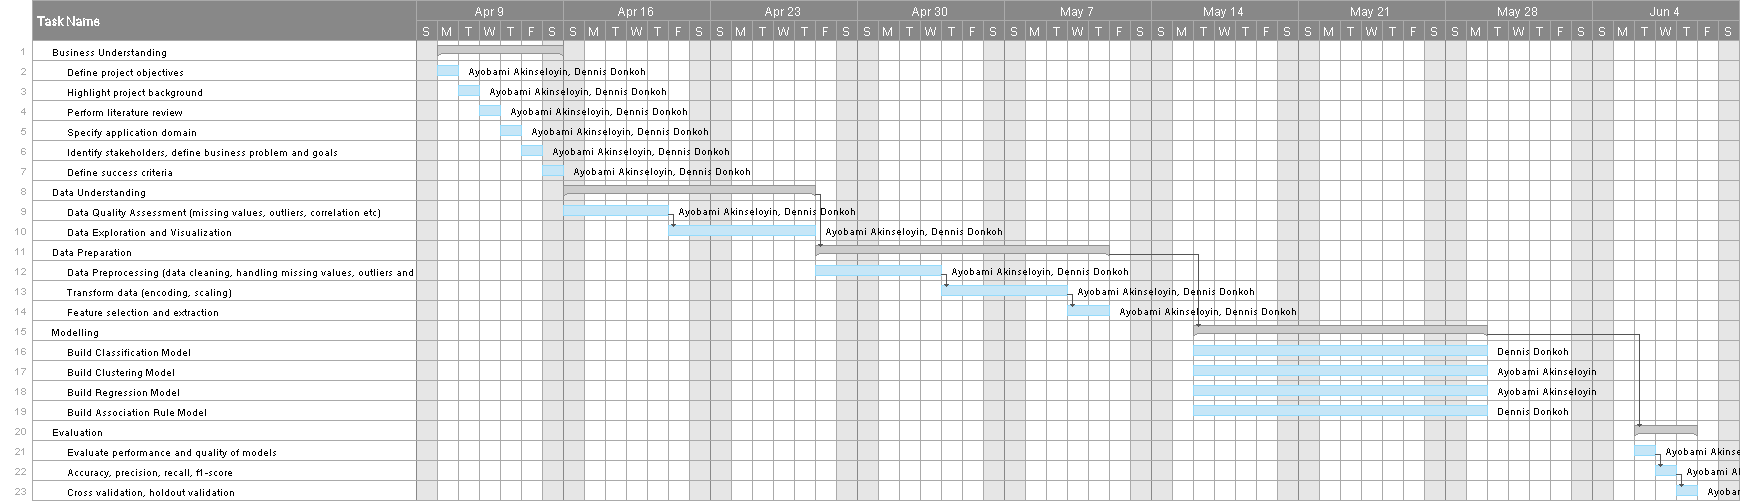 Task Name
Apr 9 Apr 16 Apr 23 Apr 30 May 7 May 14 May 21 May 28 Jun 4
S M T W T F S S M T W T F S S M T W T F S S M T W T F S S M T W T F S S M T W T F S S M T W T F S S M T W T F S S M T W T F S
1 Business Understanding
2 Define project objectives Ayobami Akinseloyin, Dennis Donkoh
3 Highlight project background Ayobami Akinseloyin, Dennis Donkoh
4 Perform literature review Ayobami Akinseloyin, Dennis Donkoh
5 Specify application domain Ayobami Akinseloyin, Dennis Donkoh
6 Identify stakeholders, define business problem and goals Ayobami Akinseloyin, Dennis Donkoh
7 Define success criteria Ayobami Akinseloyin, Dennis Donkoh
8 Data Understanding
9 Data Quality Assessment (missing values, outliers, correlation etc) Ayobami Akinseloyin, Dennis Donkoh
10 Data Exploration and Visualization Ayobami Akinseloyin, Dennis Donkoh
11 Data Preparation
12 Data Preprocessing (data cleaning, handling missing values, outliers and Ayobami Akinseloyin, Dennis Donkoh
13 Transform data (encoding, scaling) Ayobami Akinseloyin, Dennis Donkoh
14 Feature selection and extraction Ayobami Akinseloyin, Dennis Donkoh
15 Modelling
16 Build Classification Model Dennis Donkoh
17 Build Clustering Model Ayobami Akinseloyin
18 Build Regression Model Ayobami Akinseloyin
19 Build Association Rule Model Dennis Donkoh
20 Evaluation
21 Evaluate performance and quality of models Ayobami Akinse
22 Accuracy, precision, recall, f1-score Ayobami A
23 Cross validation, holdout validation Ayobar